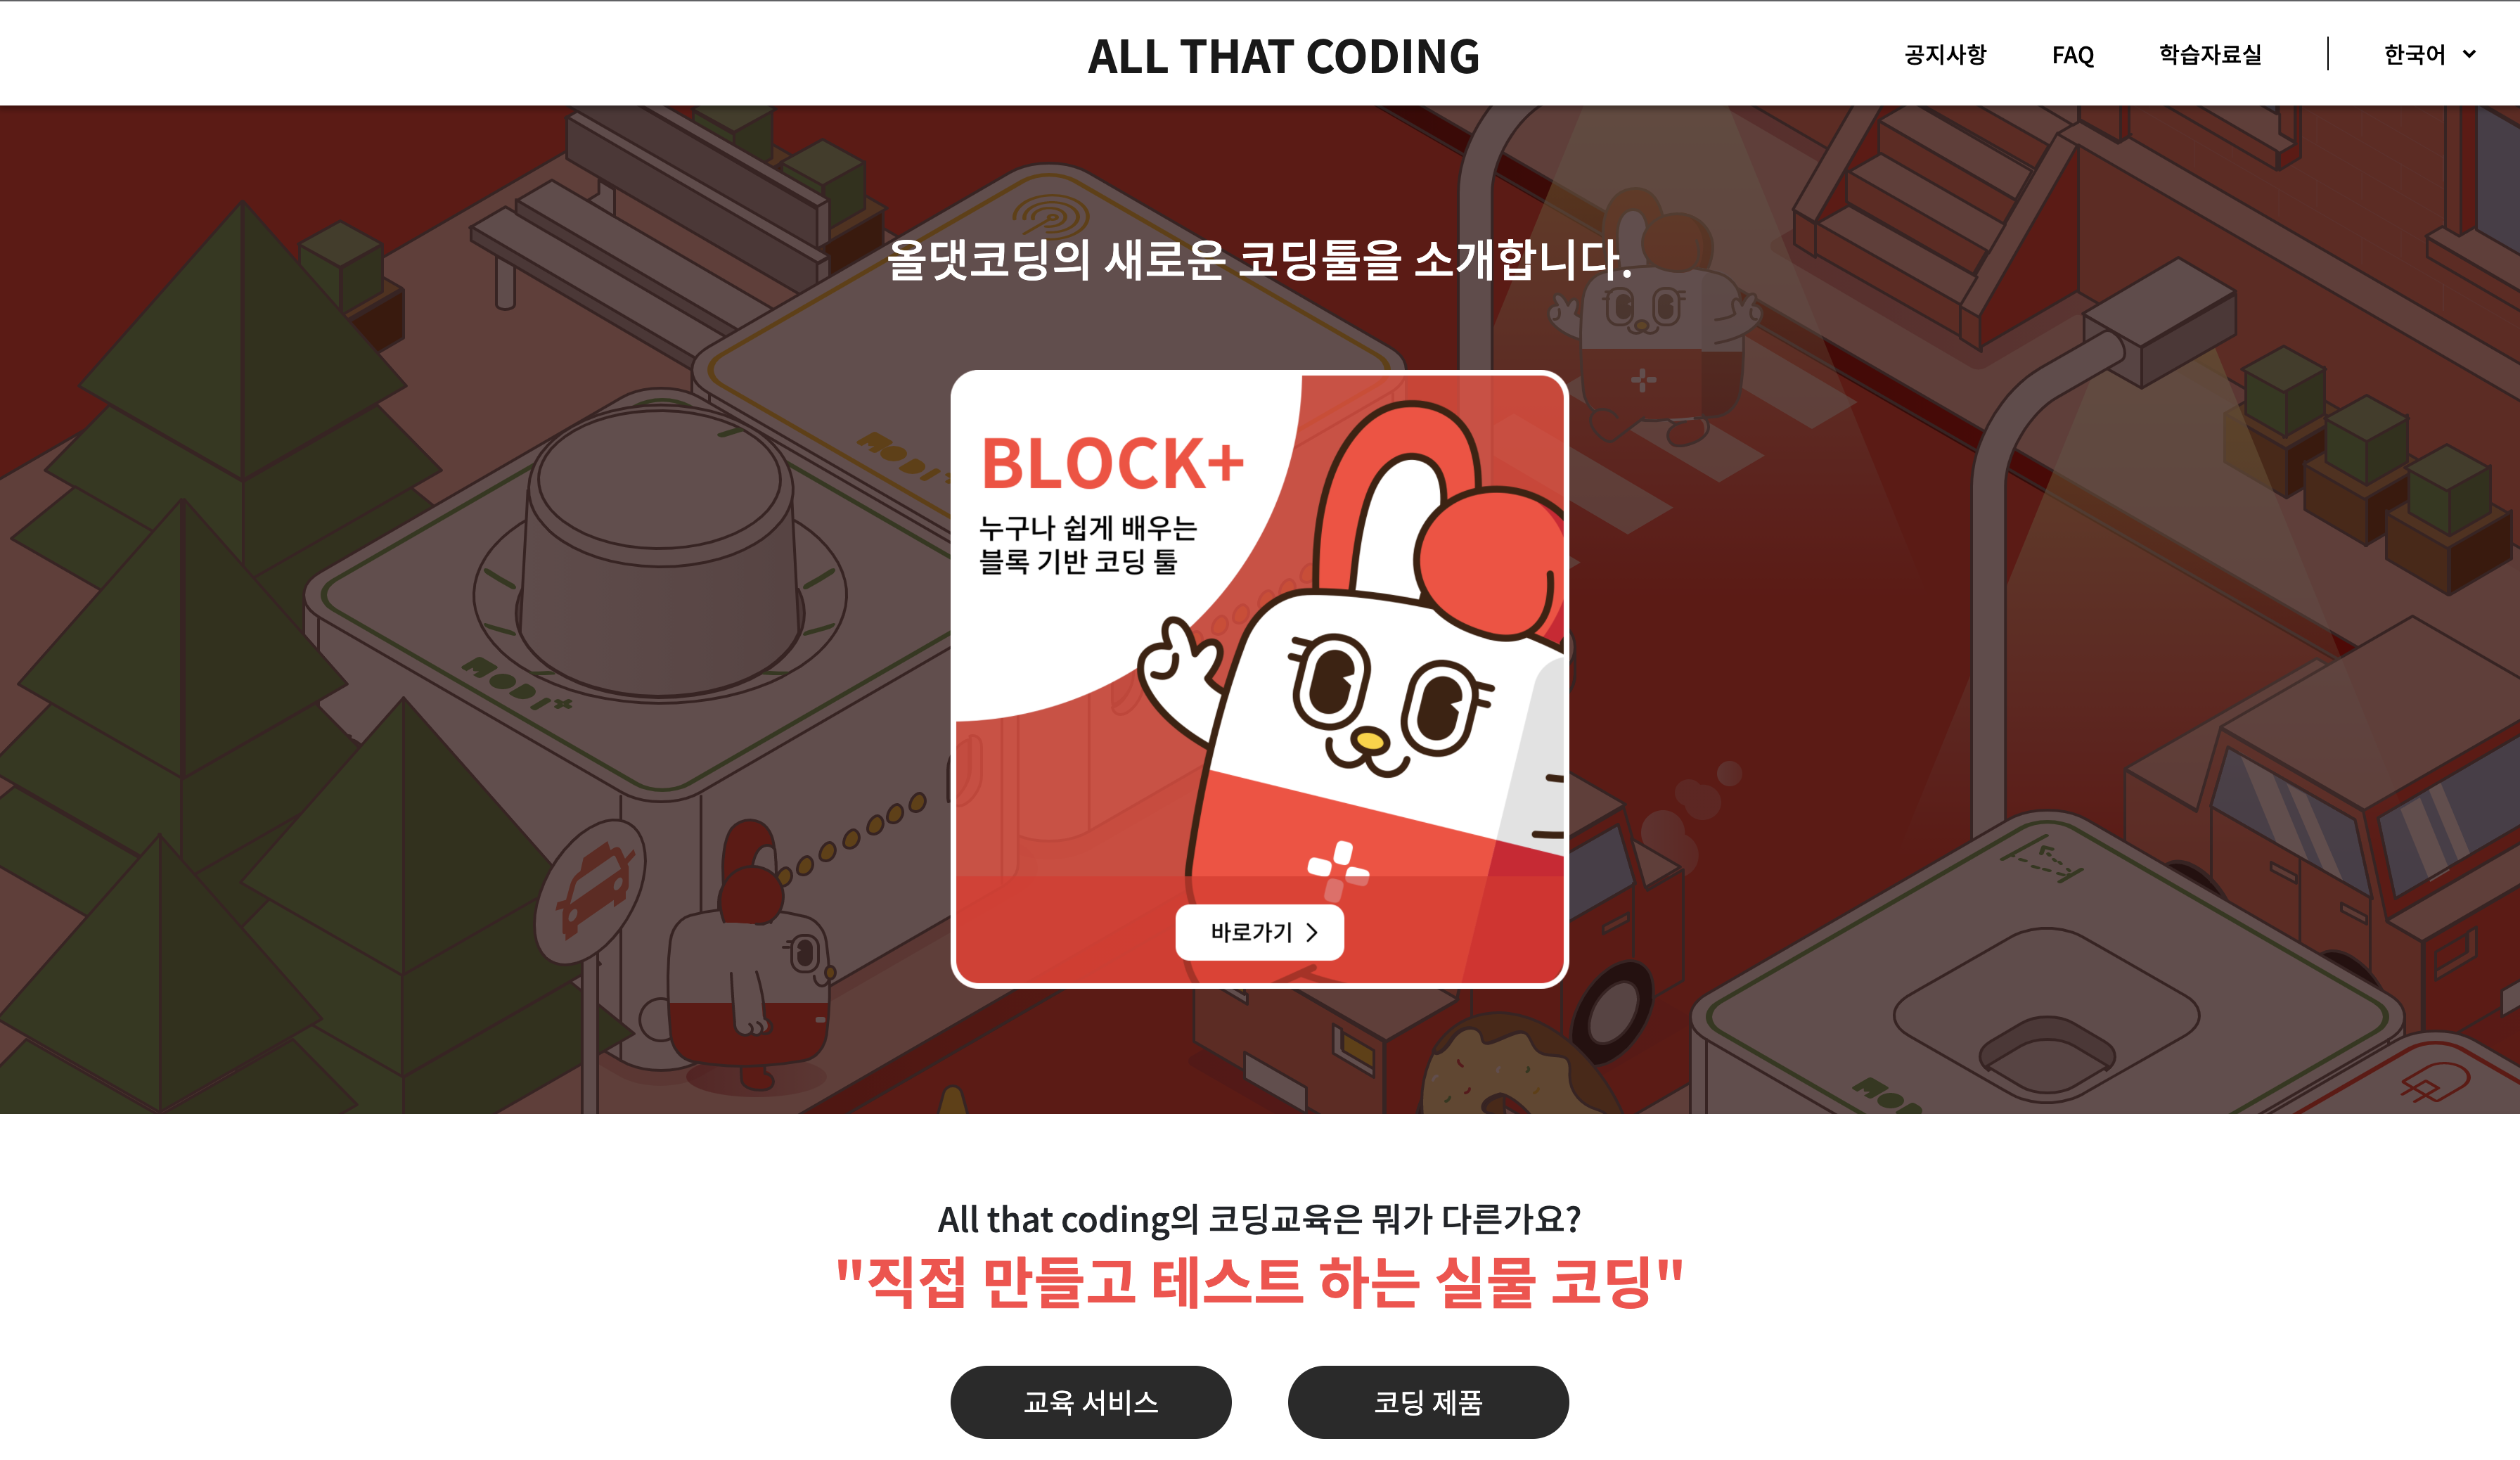 ALL THAT CODING
공지사항
FAQ
학습자료실
한국어
올댓코딩의 새로운 코딩툴을 소개합니다.
BLOCK+
누구나 쉽게 배우는
블록 기반 코딩 툴
MODI+
MODI+
바로가기
All that coding의 코딩교육은 뭐가 다른가요?
"직접 만들고 테스트 하는 실물 코딩"
교육 서비스
코딩 제품